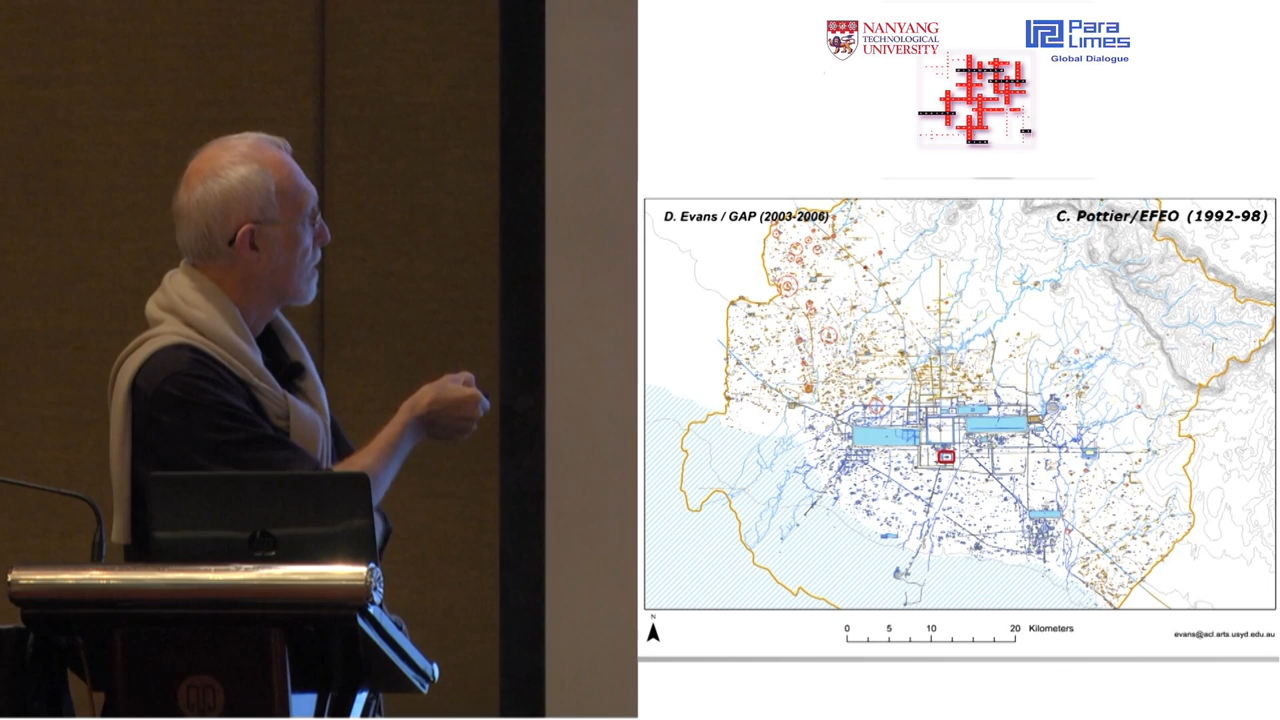 NANYANG
TECHNOLOGICAL
UNIVERSITY
Para
Limes
Global Dialogue
D. Evans / GAP (2003-2006)
C. Pottier/EFEO (1992-98)
N
0 5 10 20 Kilometers
evans@acl.arts.usyd.edu.au
hp